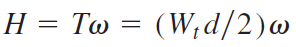 H = Tω = (W_t d/2)ω